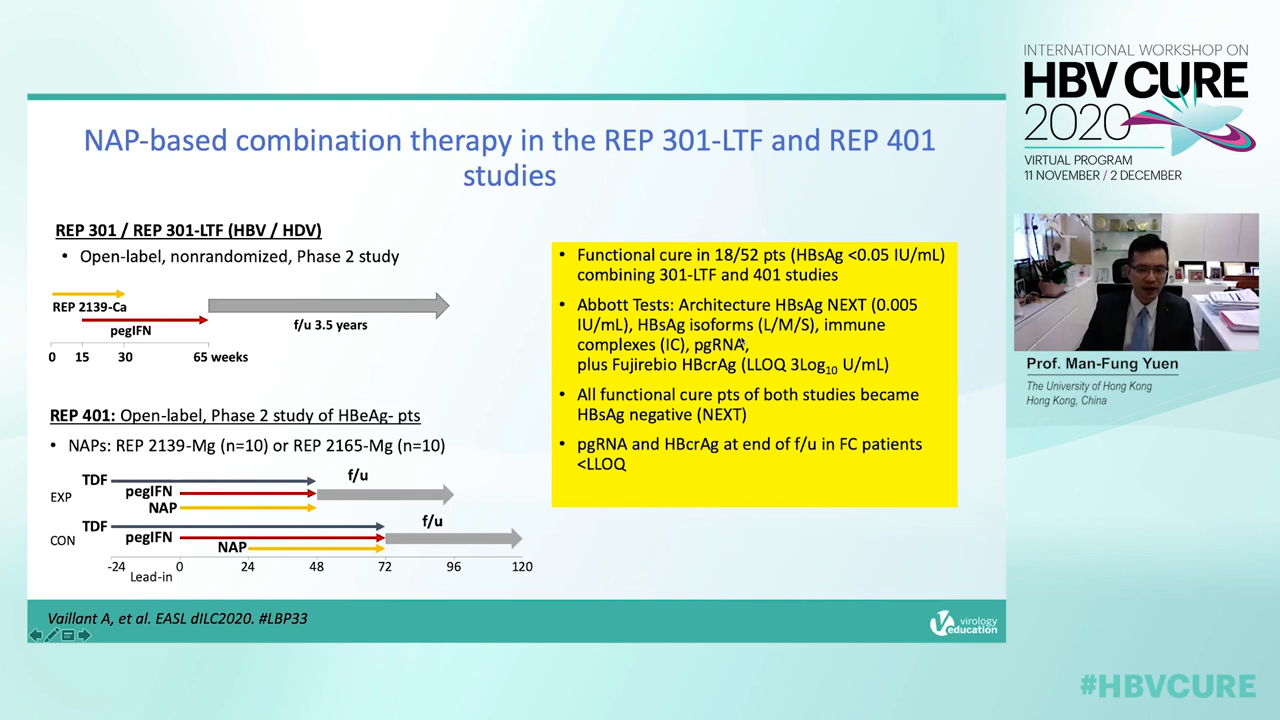 NAP-based combination therapy in the REP 301-LTF and REP 401
studies
REP 301 / REP 301-LTF (HBV / HDV)
• Open-label, nonrandomized, Phase 2 study
REP 2139-Ca
pegIFN
f/u 3.5 years
0 15 30 65 weeks
REP 401: Open-label, Phase 2 study of HBeAg- pts
• NAPs: REP 2139-Mg (n=10) or REP 2165-Mg (n=10)
EXP
TDF
pegIFN
NAP
f/u
CON
TDF
pegIFN
NAP
f/u
-24 0 24 48 72 96 120
Lead-in
• Functional cure in 18/52 pts (HBsAg <0.05 IU/mL)
combining 301-LTF and 401 studies
• Abbott Tests: Architecture HBsAg NEXT (0.005
IU/mL), HBsAg isoforms (L/M/S), immune
complexes (IC), pgRNA,
plus Fujirebio HBcrAg (LLOQ 3Log10 U/mL)
• All functional cure pts of both studies became
HBsAg negative (NEXT)
• pgRNA and HBcrAg at end of f/u in FC patients
<LLOQ
Vaillant A, et al. EASL dILC2020. #LBP33
virology
education
INTERNATIONAL WORKSHOP ON
HBV CURE
2020
VIRTUAL PROGRAM
11 NOVEMBER / 2 DECEMBER
Prof. Man-Fung Yuen
The University of Hong Kong
Hong Kong, China
#HBVCURE